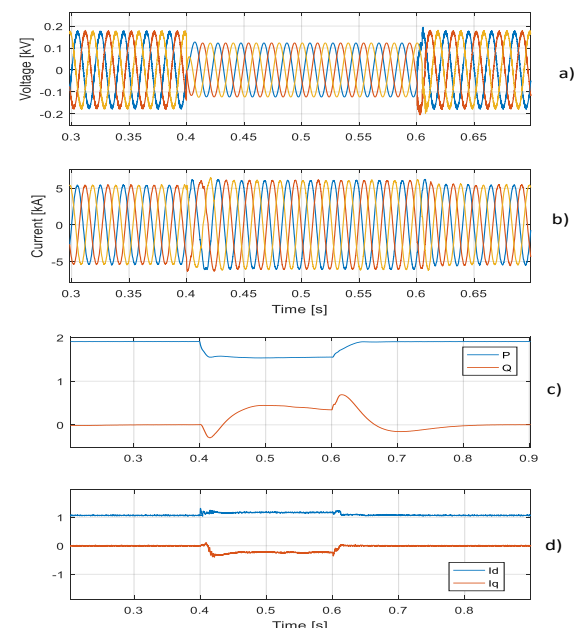 Voltage [kV]
0.2
0.1
0
-0.1
-0.2
0.3 0.35 0.4 0.45 0.5 0.55 0.6 0.65
a)
Current [kA]
5
0
-5
0.3 0.35 0.4 0.45 0.5 0.55 0.6 0.65
Time [s]
b)
2
1
0
P
Q
0.3 0.4 0.5 0.6 0.7 0.8 0.9
c)
1
0
-1
Id
Iq
0.3 0.4 0.5 0.6 0.7 0.8
Time [s]
d)